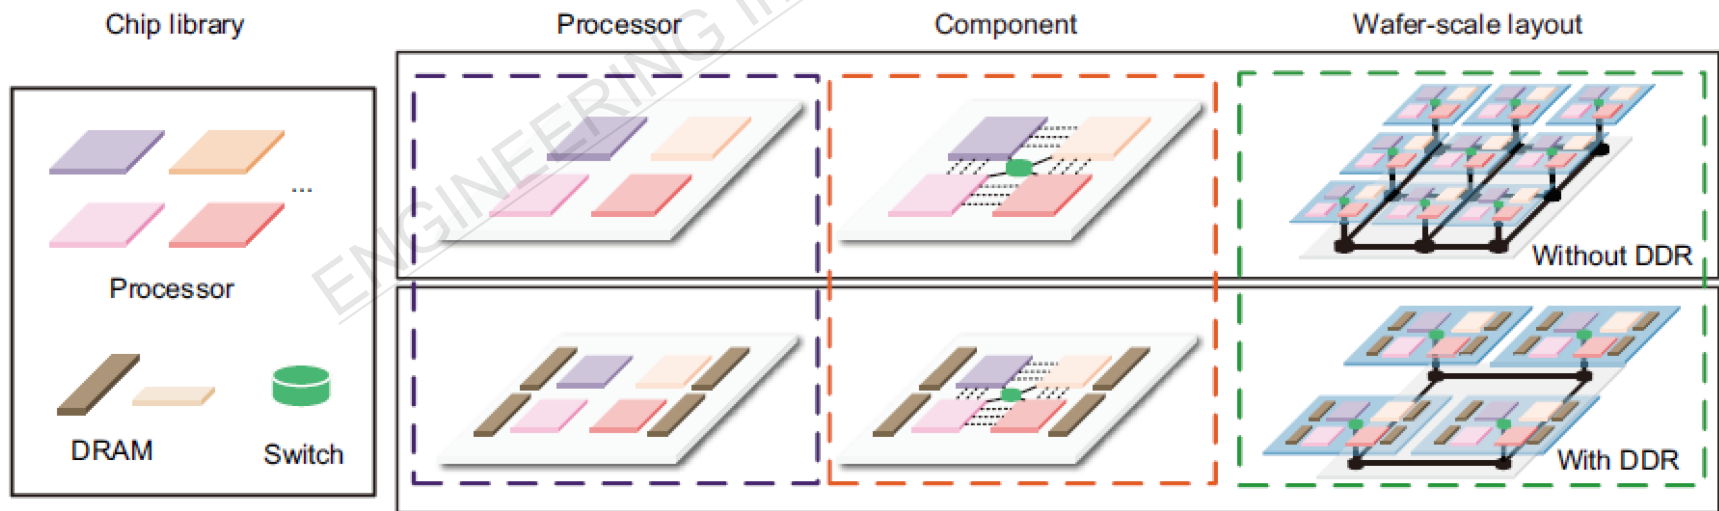 Chip library
Processor
Component
Wafer-scale layout
...
Processor
DRAM
Switch
Without DDR
With DDR
ENGINEERING